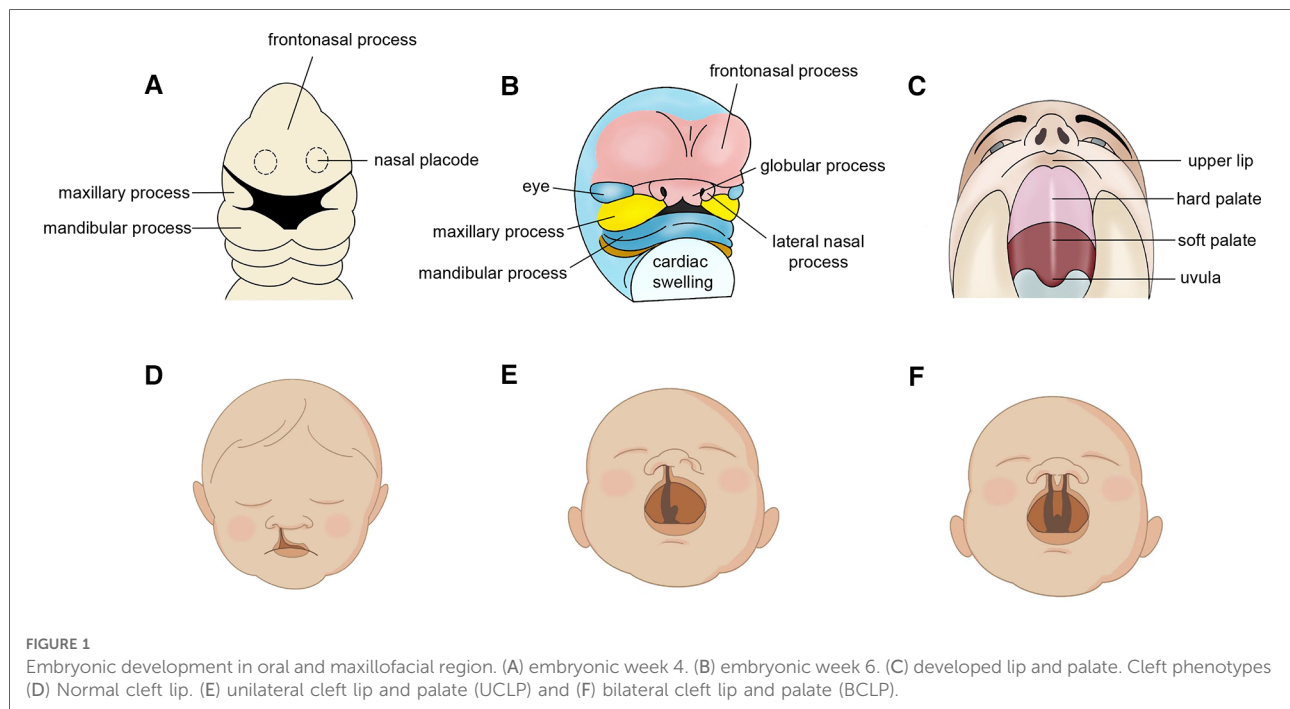 A
frontonasal process
nasal placode
maxillary process
mandibular process
B
frontonasal process
globular process
eye
maxillary process
lateral nasal
process
mandibular process
cardiac
swelling
C
upper lip
hard palate
soft palate
uvula
D
E
F
FIGURE 1
Embryonic development in oral and maxillofacial region. (A) embryonic week 4. (B) embryonic week 6. (C) developed lip and palate. Cleft phenotypes
(D) Normal cleft lip. (E) unilateral cleft lip and palate (UCLP) and (F) bilateral cleft lip and palate (BCLP).